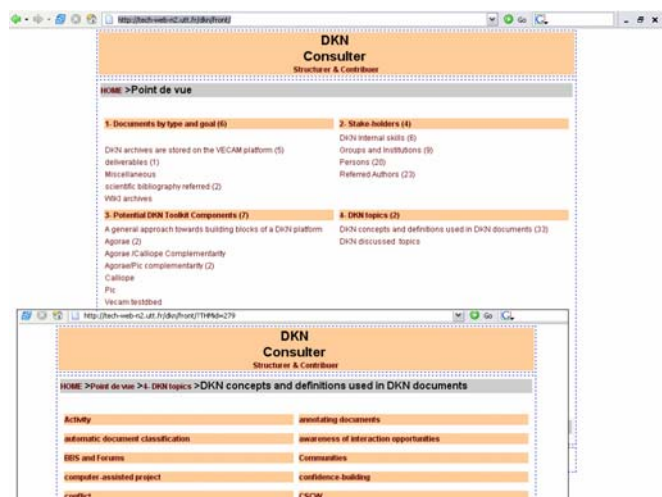 http://tech-web-n2.utt.fr/dkn/front/
Go
DKN
Consulter
Structurer & Contribuer
HOME >Point de vue
1- Documents by type and goal (6)
DKN archives are stored on the VECAM platform (5)
deliverables (1)
Miscellaneous
scientific bibliography referred (2)
WIKI archives
2- Stake-holders (4)
DKN Internal skills (6)
Groups and Institutions (9)
Persons (20)
Referred Authors (23)
3- Potential DKN Toolkit Components (7)
A general approach towards building blocks of a DKN platform
Agorae (2)
Agorae /Calliope Complementarity
Agorae/Pic complementarity (2)
Calliope
Pic
Vecam testdbed
4- DKN topics (2)
DKN concepts and definitions used in DKN documents (33)
DKN discussed topics
http://tech-web-n2.utt.fr/dkn/front/?THMid=279
Go
DKN
Consulter
Structurer & Contribuer
HOME >Point de vue >4- DKN topics >DKN concepts and definitions used in DKN documents
Activity
annotating documents
automatic document classification
awareness of interaction opportunities
BBIS and Forums
Communities
computer-assisted project
confidence-building
conflict
CSCW